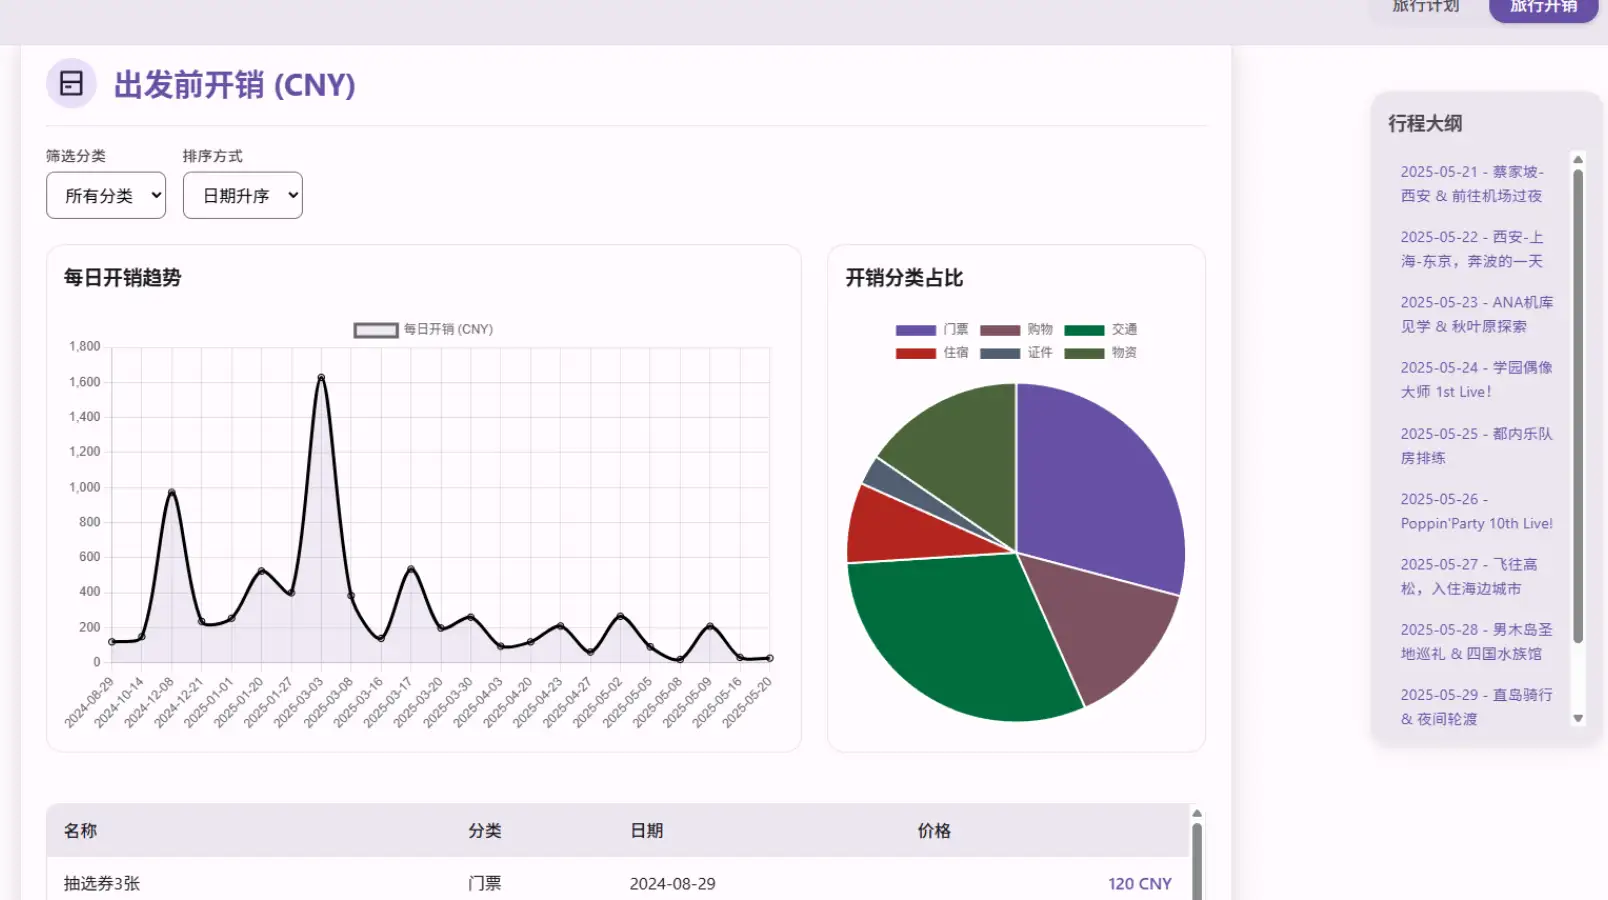 旅行计划
旅行开销
出发前开销 (CNY)
筛选分类
排序方式
所有分类
日期升序
每日开销趋势
每日开销 (CNY)
1,800
1,600
1,400
1,200
1,000
800
600
400
200
0
2024-08-29
2024-10-14
2024-12-08
2024-12-21
2025-01-01
2025-01-20
2025-01-27
2025-03-03
2025-03-08
2025-03-16
2025-03-17
2025-03-20
2025-03-30
2025-04-03
2025-04-20
2025-04-23
2025-04-27
2025-05-02
2025-05-05
2025-05-08
2025-05-09
2025-05-16
2025-05-20
开销分类占比
门票
购物
交通
住宿
证件
物资
名称
分类
日期
价格
抽选券3张
门票
2024-08-29
120 CNY
行程大纲
2025-05-21 - 蔡家坡-
西安 & 前往机场过夜
2025-05-22 - 西安-上
海-东京，奔波的一天
2025-05-23 - ANA机库
见学 & 秋叶原探索
2025-05-24 - 学园偶像
大师 1st Live！
2025-05-25 - 都内乐队
房排练
2025-05-26 -
Poppin'Party 10th Live!
2025-05-27 - 飞往高
松，入住海边城市
2025-05-28 - 男木岛圣
地巡礼 & 四国水族馆
2025-05-29 - 直岛骑行
& 夜间轮渡